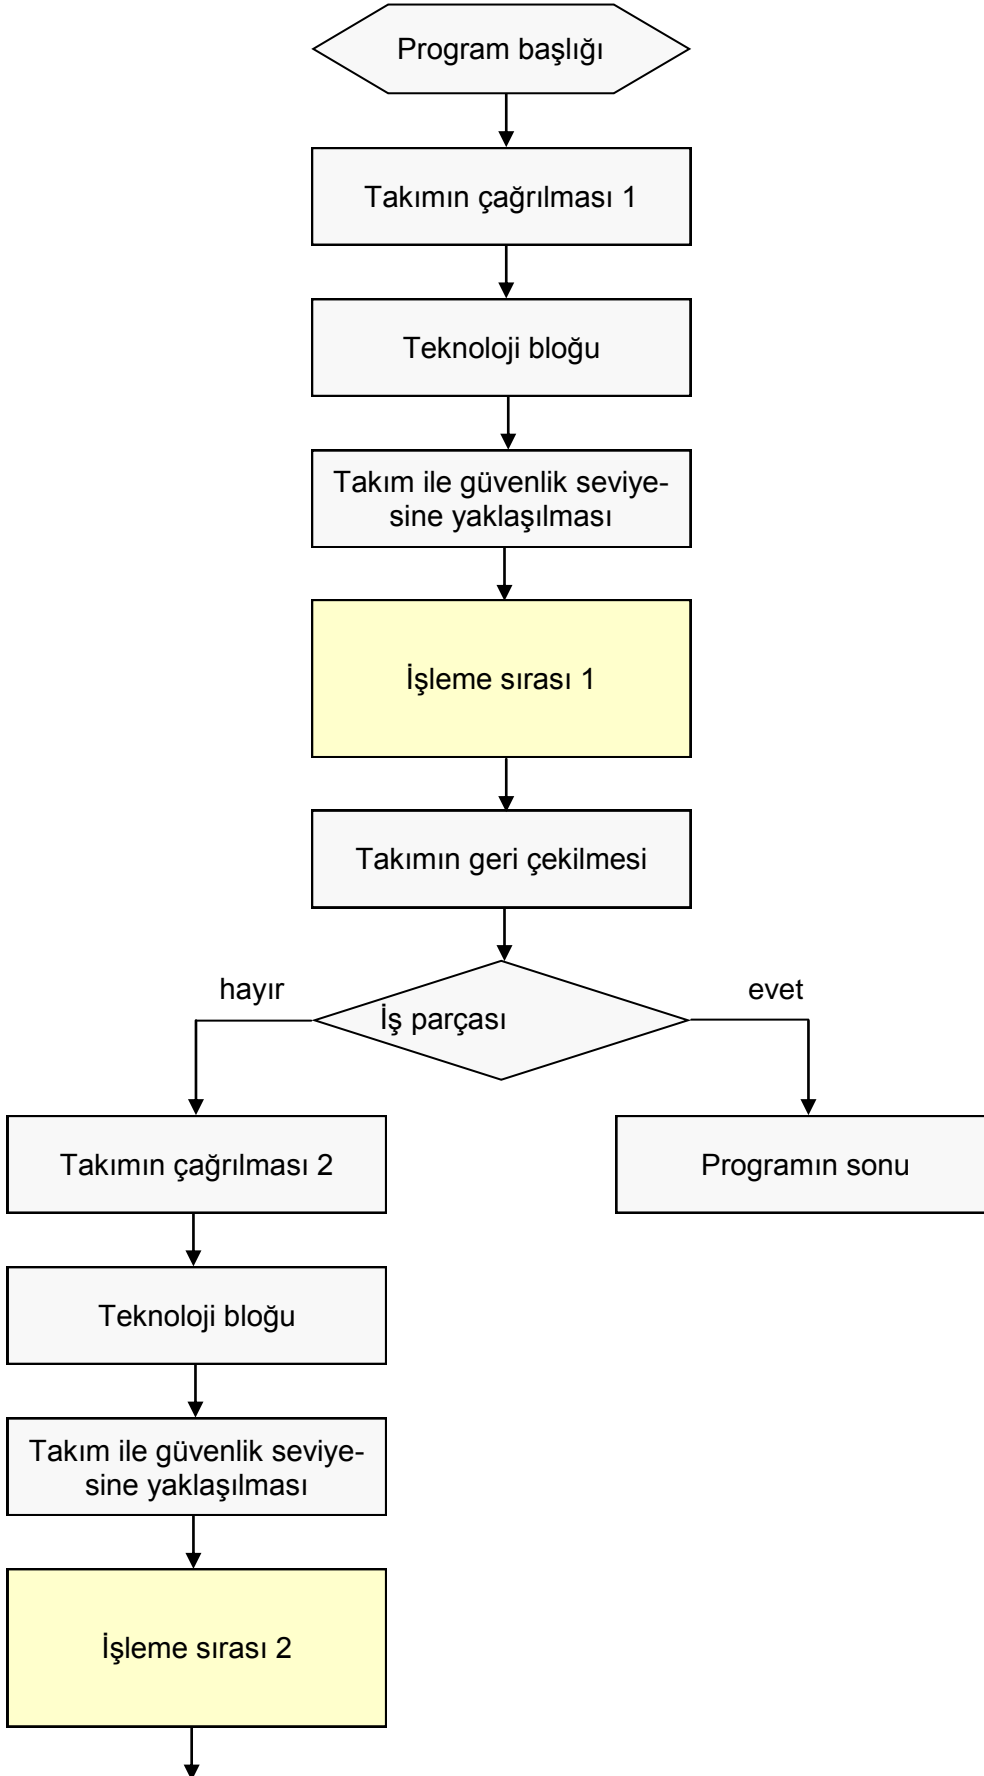 Program başlığı
Takımın çağrılması 1
Teknoloji bloğu
Takım ile güvenlik seviye-
sine yaklaşılması
İşleme sırası 1
Takımın geri çekilmesi
hayır
evet
İş parçası
Takımın çağrılması 2
Programın sonu
Teknoloji bloğu
Takım ile güvenlik seviye-
sine yaklaşılması
İşleme sırası 2